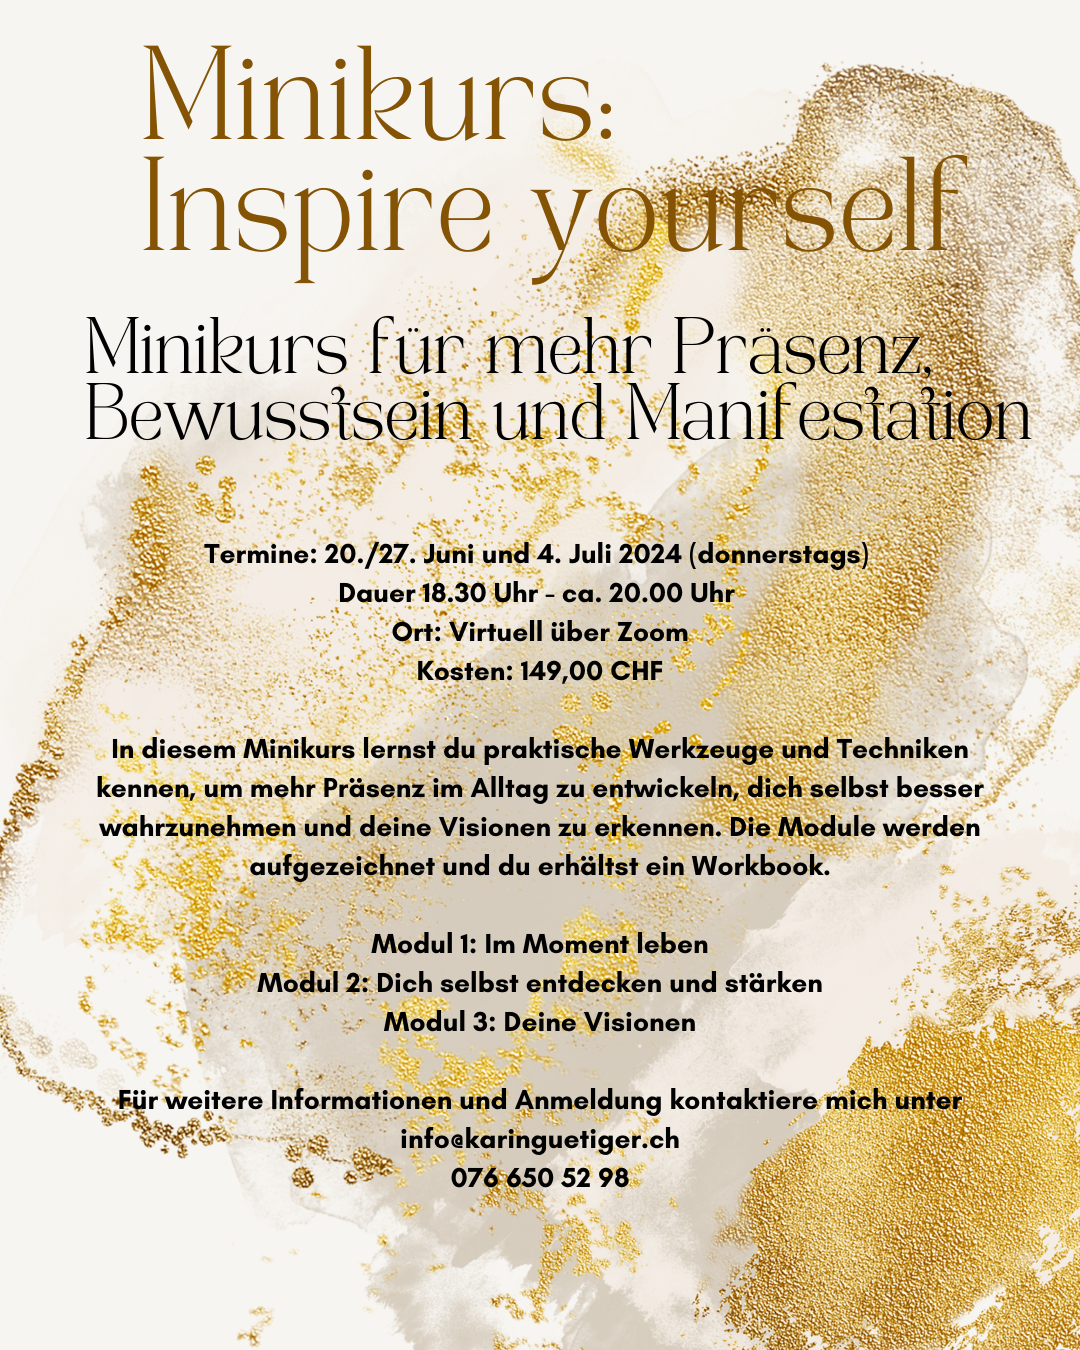 Minikurs:
Inspire yourself
Minikurs für mehr Präsenz,
Bewusstsein und Manifestation
Termine: 20./27. Juni und 4. Juli 2024 (donnerstags)
Dauer 18.30 Uhr - ca. 20.00 Uhr
Ort: Virtuell über Zoom
Kosten: 149,00 CHF
In diesem Minikurs lernst du praktische Werkzeuge und Techniken
kennen, um mehr Präsenz im Alltag zu entwickeln, dich selbst besser
wahrzunehmen und deine Visionen zu erkennen. Die Module werden
aufgezeichnet und du erhältst ein Workbook.
Modul 1: Im Moment leben
Modul 2: Dich selbst entdecken und stärken
Modul 3: Deine Visionen
Für weitere Informationen und Anmeldung kontaktiere mich unter
info@karinguetiger.ch
076 650 52 98